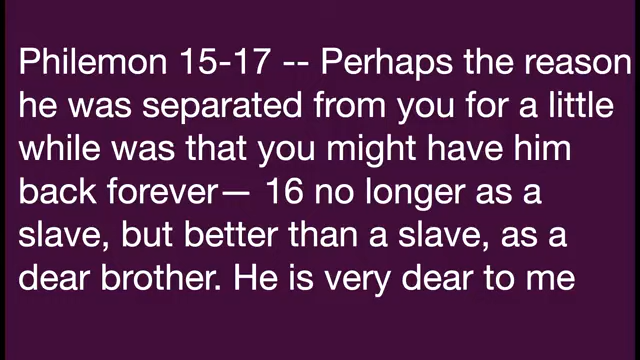 Philemon 15-17 -- Perhaps the reason
he was separated from you for a little
while was that you might have him
back forever— 16 no longer as a
slave, but better than a slave, as a
dear brother. He is very dear to me